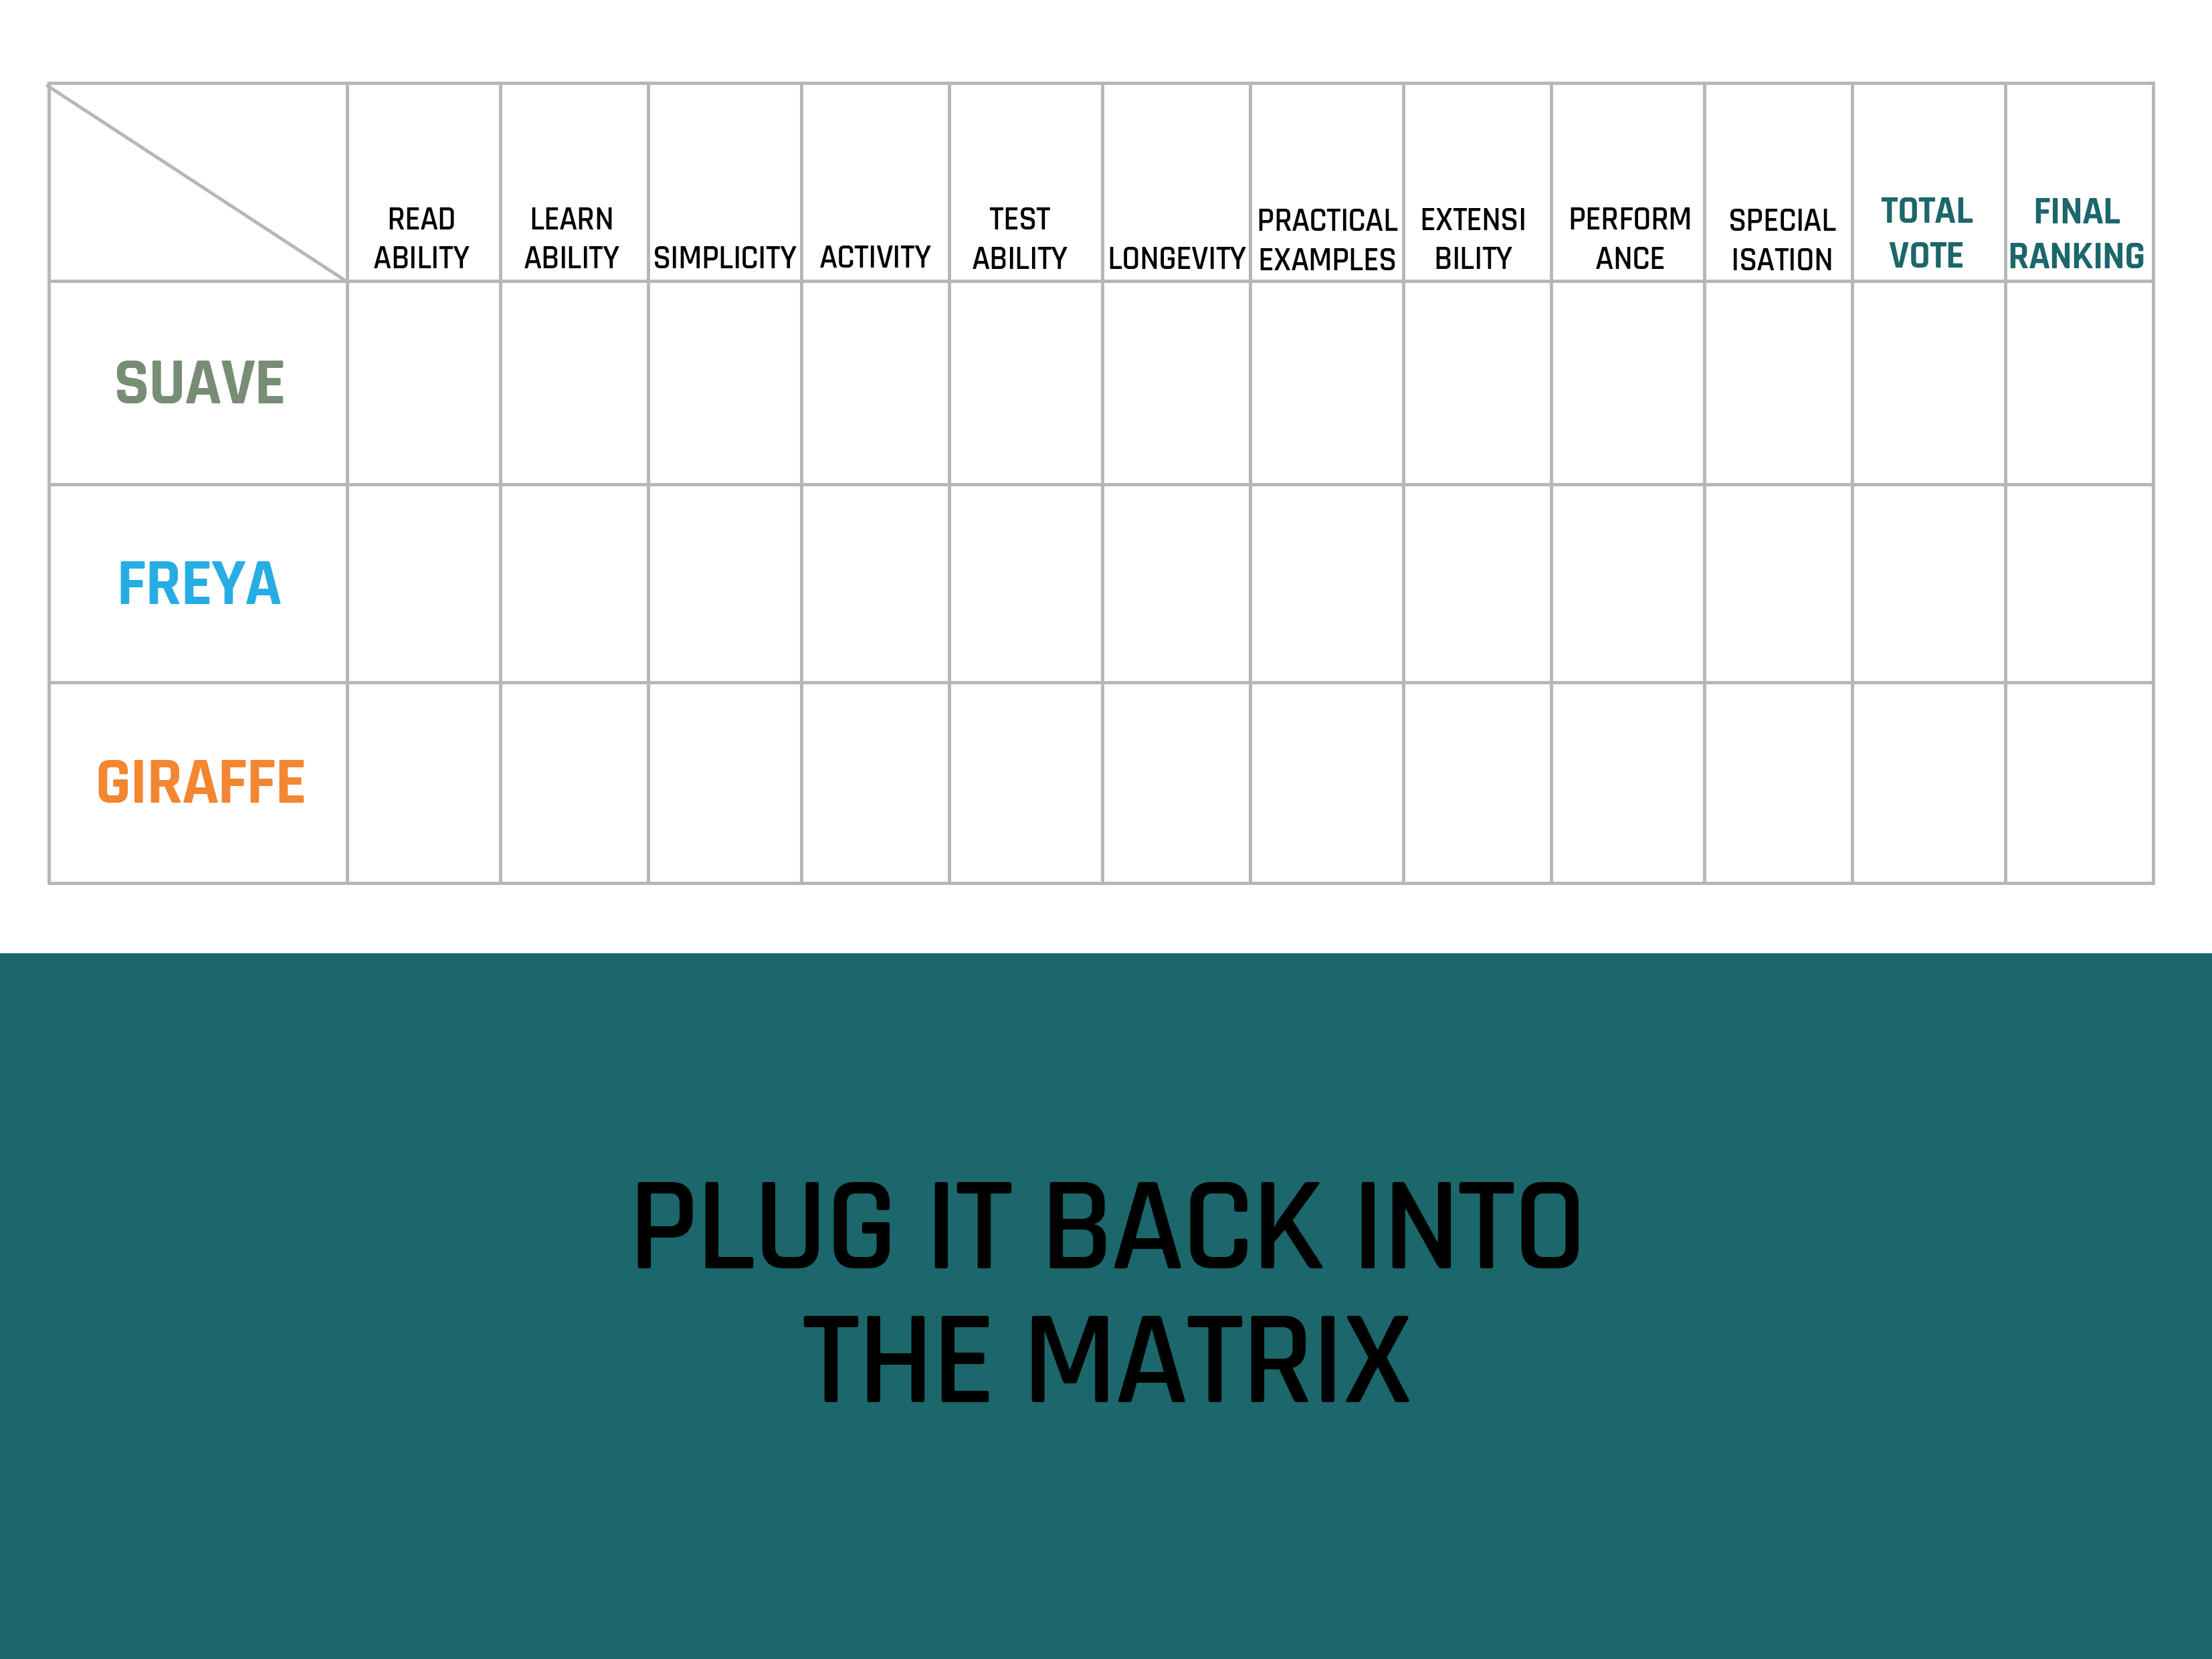 READ ABILITY
LEARN ABILITY
SIMPLICITY
ACTIVITY
TEST ABILITY
LONGEVITY
PRACTICAL EXAMPLES
EXTENSI BILITY
PERFORM ANCE
SPECIAL ISATION
TOTAL VOTE
FINAL RANKING
SUAVE
FREYA
GIRAFFE
PLUG IT BACK INTO
THE MATRIX